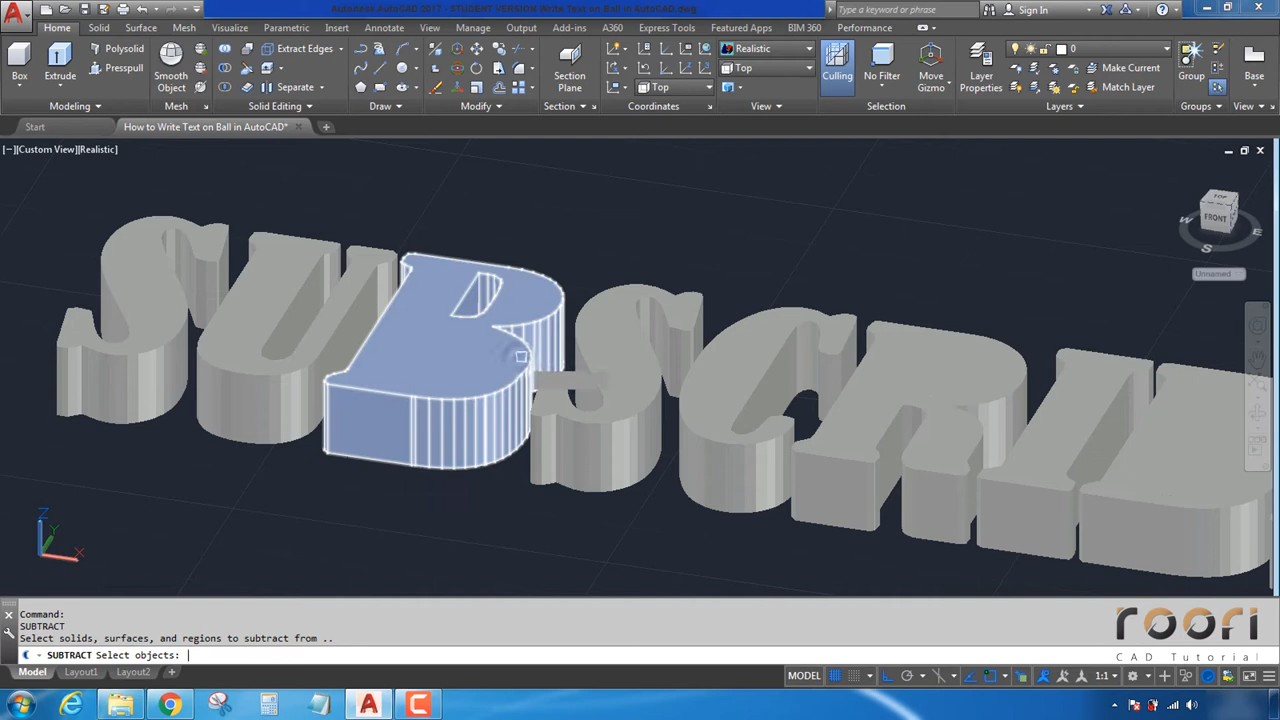 Autodesk AutoCAD 2017 - STUDENT VERSION Write Text on Ball in AutoCAD.dwg
Type a keyword or phrase
Sign In
Home Solid Surface Mesh Visualize Parametric Insert Annotate View Manage Output Add-ins A360 Express Tools Featured Apps BIM 360 Performance
Box
Extrude
Polysolid
Presspull
Smooth Object
Extract Edges
Separate
Section Plane
Realistic
Top
Top
Culling
No Filter
Move Gizmo
Layer Properties
0
Make Current
Match Layer
Group
Base
Modeling Mesh Solid Editing Draw Modify Section Coordinates View Selection Layers Groups View
Start
How to Write Text on Ball in AutoCAD*
[−][Custom View][Realistic]
TOP
FRONT
W
S
E
Unnamed
SUBSCRIB
Z
Y
X
Command:
SUBTRACT
Select solids, surfaces, and regions to subtract from ..
SUBTRACT Select objects:
roofi
CAD Tutorial
Model Layout1 Layout2
MODEL
1:1